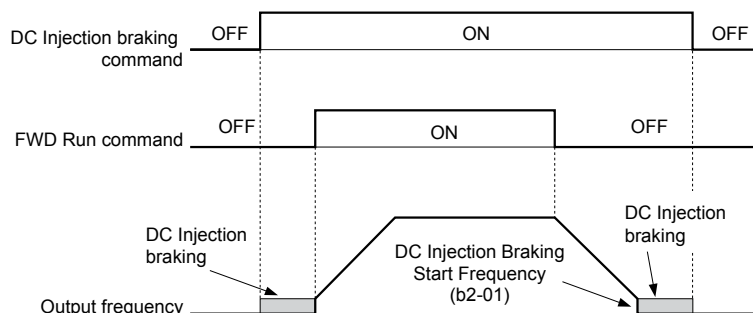 OFF
ON
OFF
DC Injection braking
command
OFF
ON
OFF
FWD Run command
DC Injection
braking
DC Injection Braking
Start Frequency
(b2-01)
DC Injection
braking
Output frequency